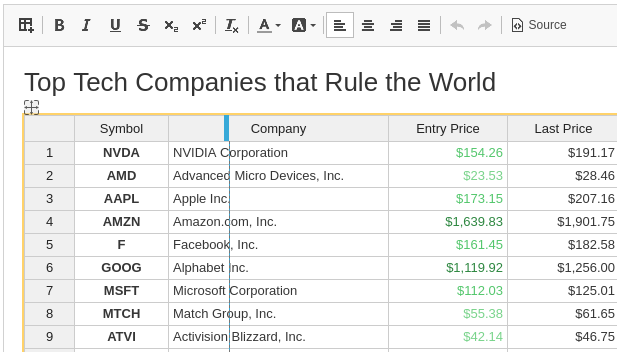 B I U S x₂ x² Tx A A Source
Top Tech Companies that Rule the World
Symbol Company Entry Price Last Price
1 NVDA NVIDIA Corporation $154.26 $191.17
2 AMD Advanced Micro Devices, Inc. $23.53 $28.46
3 AAPL Apple Inc. $173.15 $207.16
4 AMZN Amazon.com, Inc. $1,639.83 $1,901.75
5 F Facebook, Inc. $161.45 $182.58
6 GOOG Alphabet Inc. $1,119.92 $1,256.00
7 MSFT Microsoft Corporation $112.03 $125.01
8 MTCH Match Group, Inc. $55.38 $61.65
9 ATVI Activision Blizzard, Inc. $42.14 $46.75